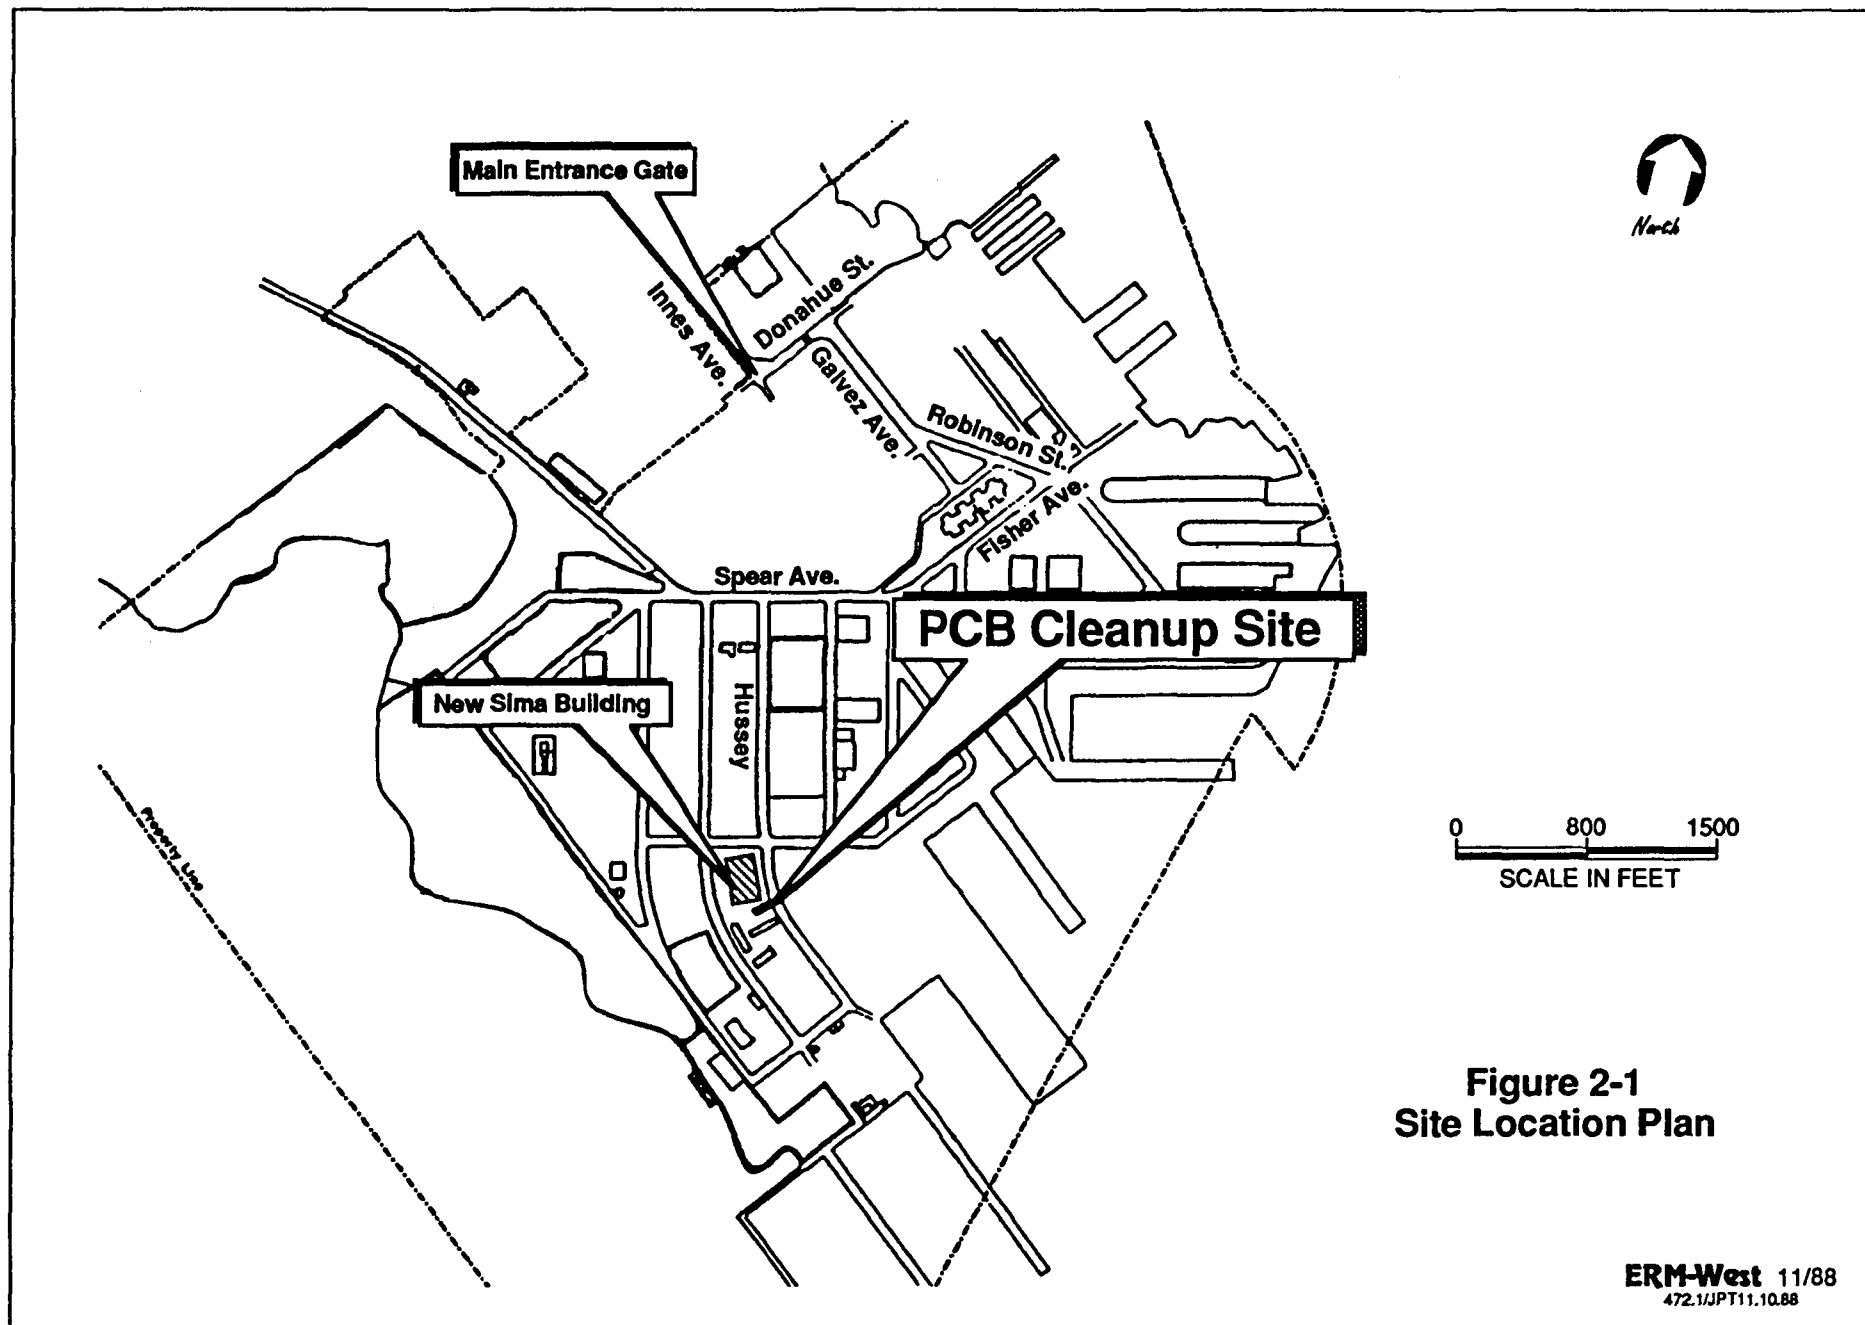 Main Entrance Gate
North
Innes Ave.
Donahue St.
Galvez Ave.
Robinson St.
Fisher Ave.
Spear Ave.
PCB Cleanup Site
New Sima Building
Hussey
Property Line
0 800 1500
SCALE IN FEET
Figure 2-1
Site Location Plan
ERM-West 11/88
472.1/JPT11.10.88